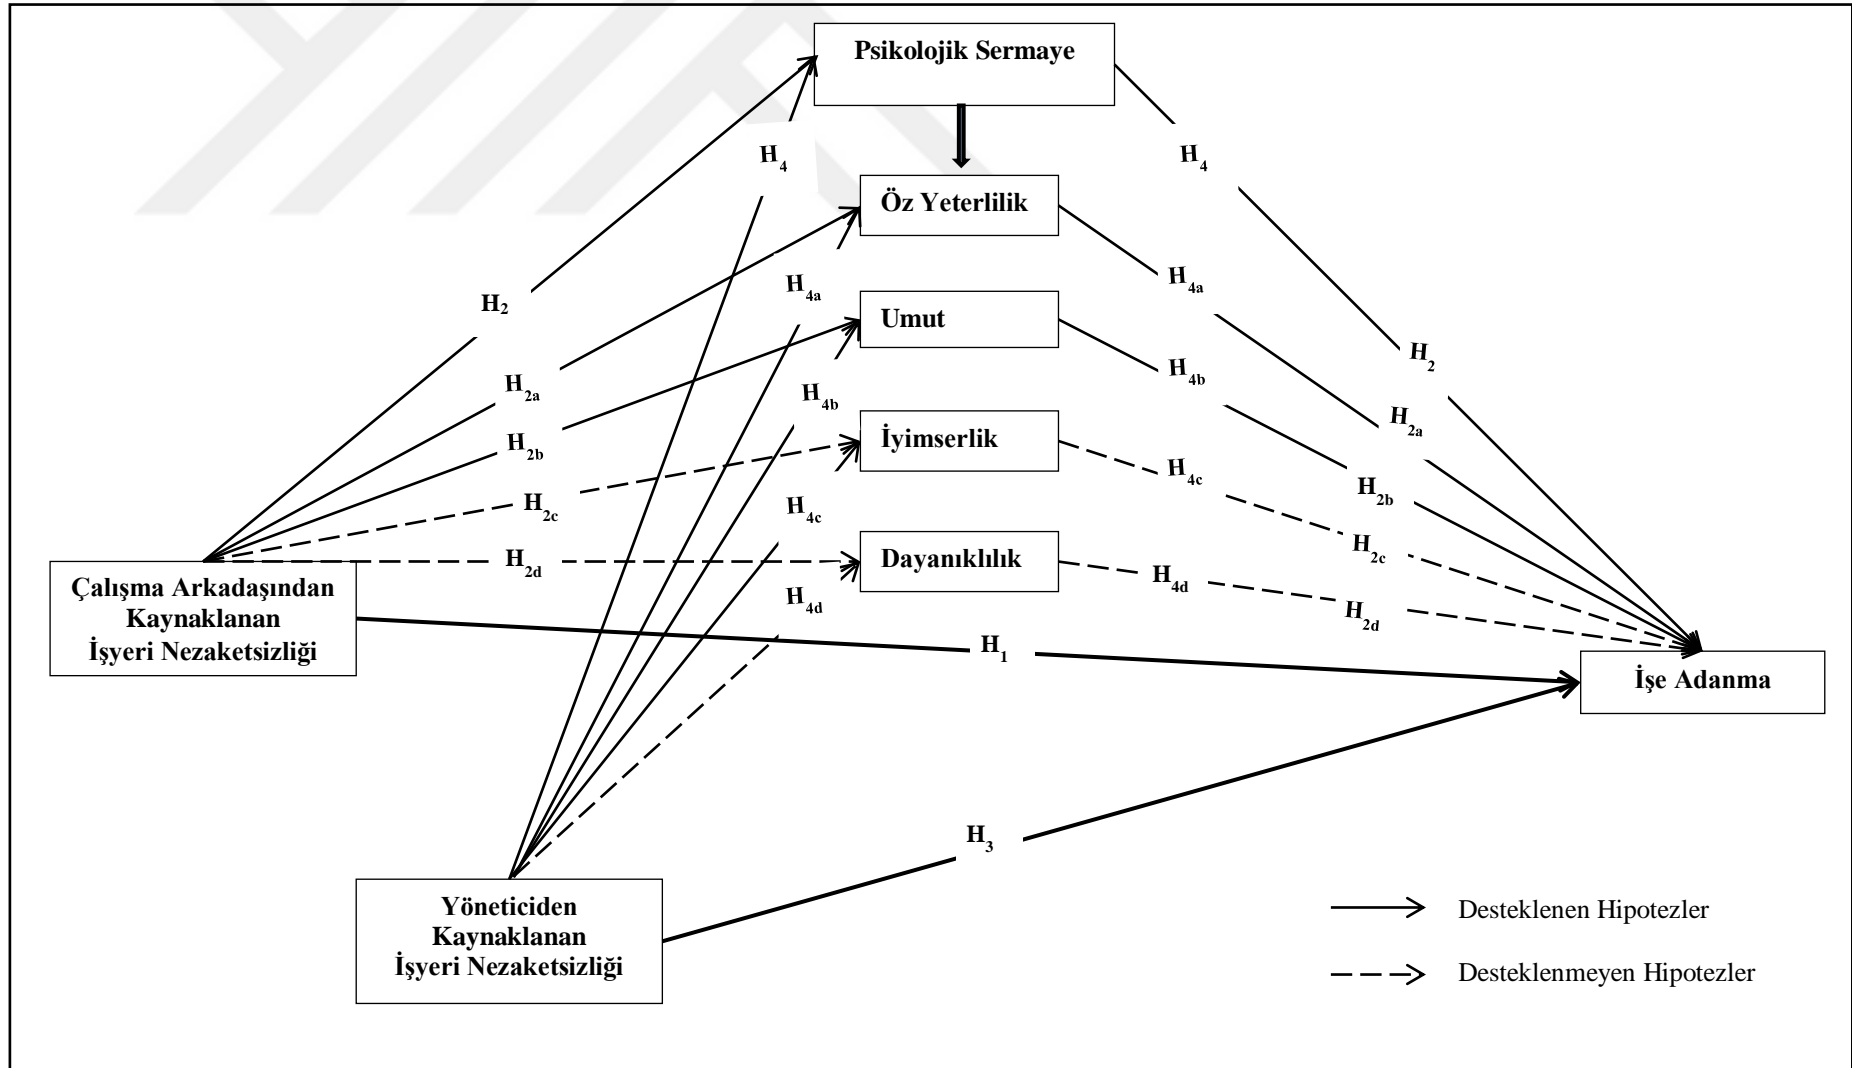 Psikolojik Sermaye
H4
H4
Öz Yeterlilik
H4a
H4a
H2
Umut
H2
H4b
H2a
H4b
H2a
İyimserlik
H2b
H4c
H2b
H2c
H4c
H2c
Dayanıklılık
H2d
H4d
H4d
H2d
Çalışma Arkadaşından
Kaynaklanan
İşyeri Nezaketsizliği
H1
İşe Adanma
H3
Yöneticiden
Kaynaklanan
İşyeri Nezaketsizliği
Desteklenen Hipotezler
Desteklenmeyen Hipotezler